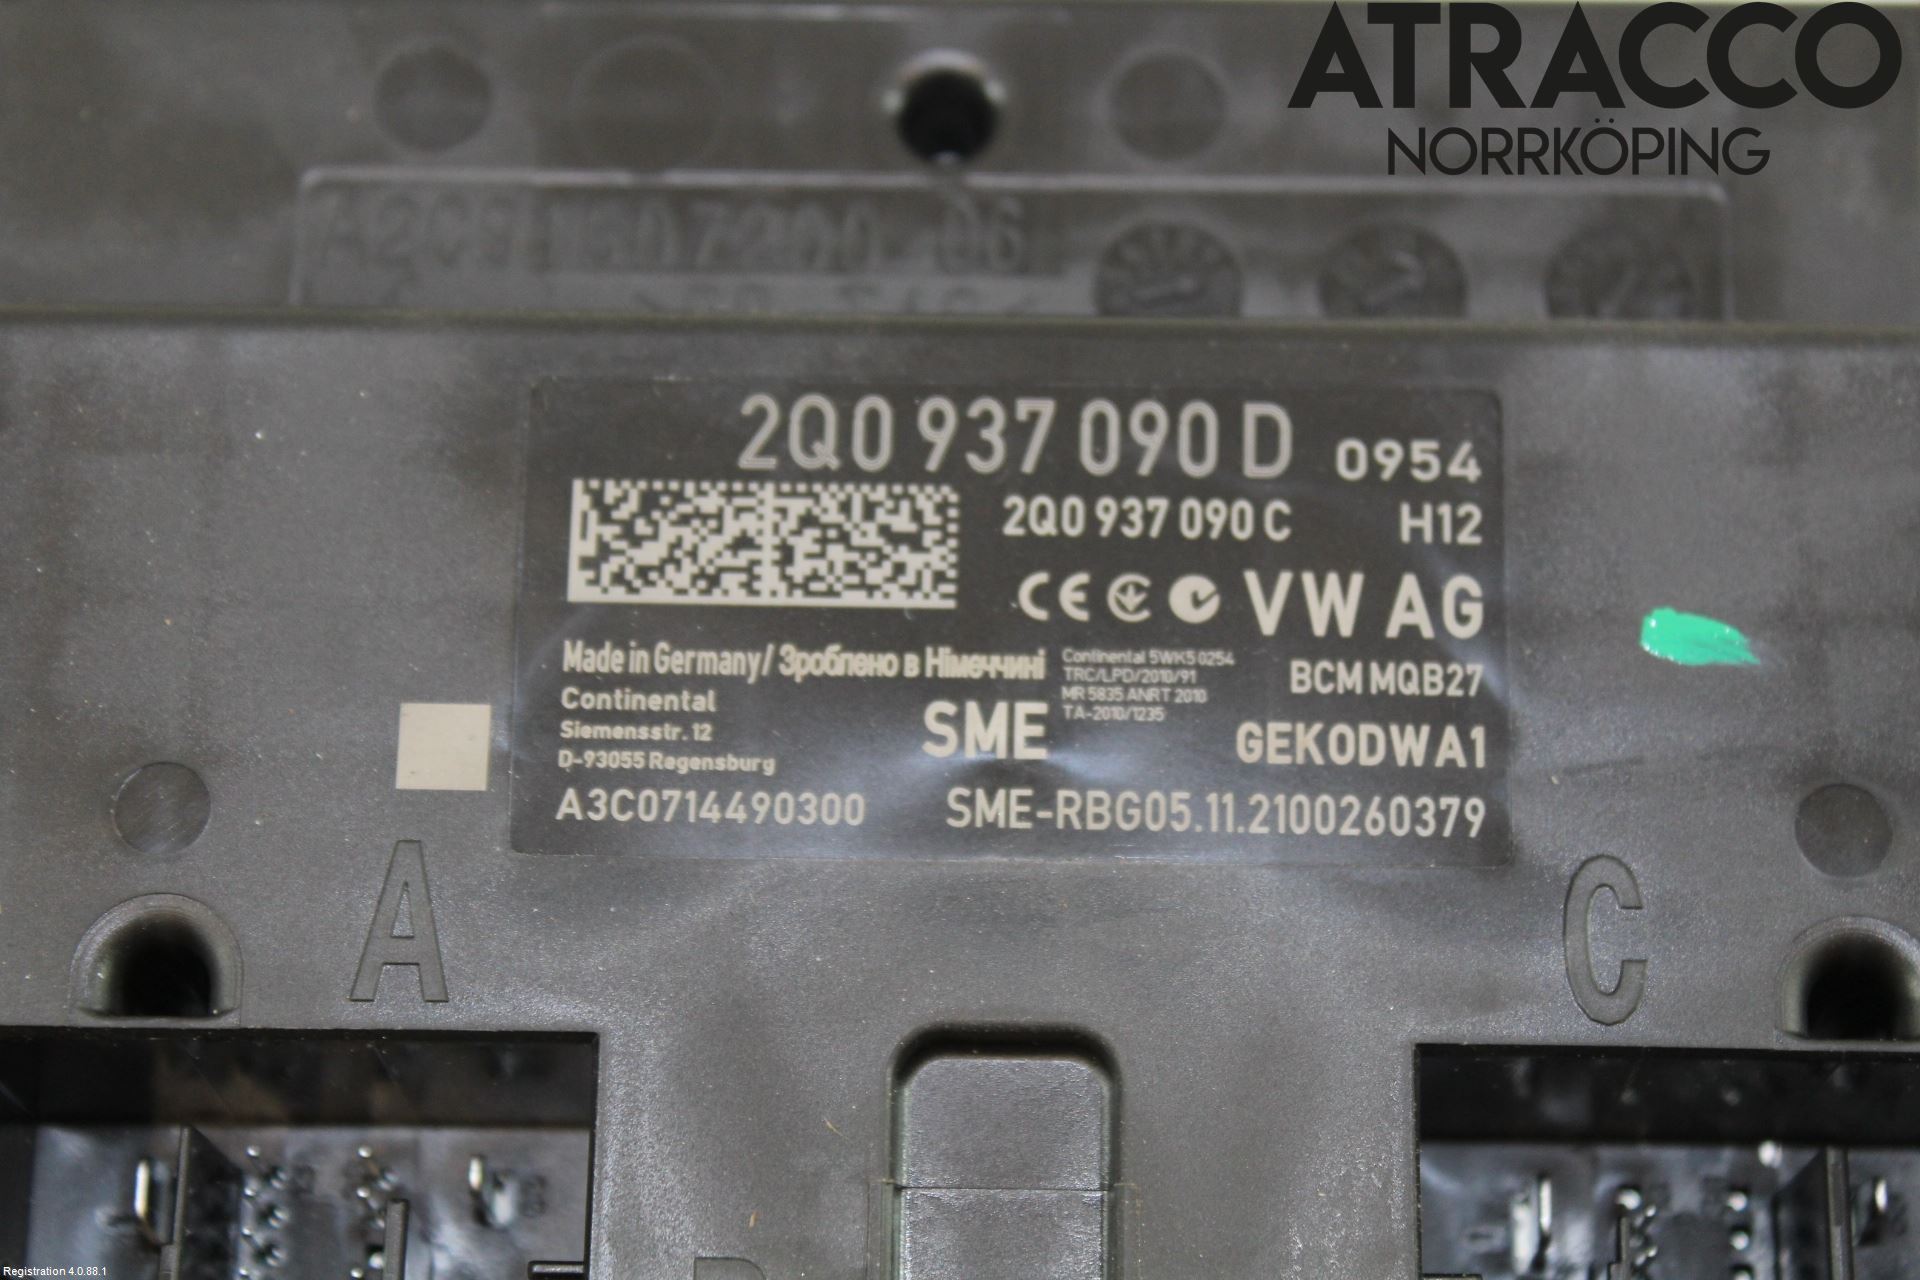 ATRACCO
NORRKÖPING
2Q0 937 090 D 0954
2Q0 937 090 C H12
CE VW AG
Made in Germany/ Зроблено в Німеччині
Continental 5WK5 0254
TRC/LPD/2010/91
MR 5835 ANRT 2010
TA-2010/1235
BCM MQB27
Continental
Siemensstr. 12
D-93055 Regensburg
SME
GEK0DWA1
A3C0714490300 SME-RBG05.11.2100260379
A
C
Registration 4.0.88.1